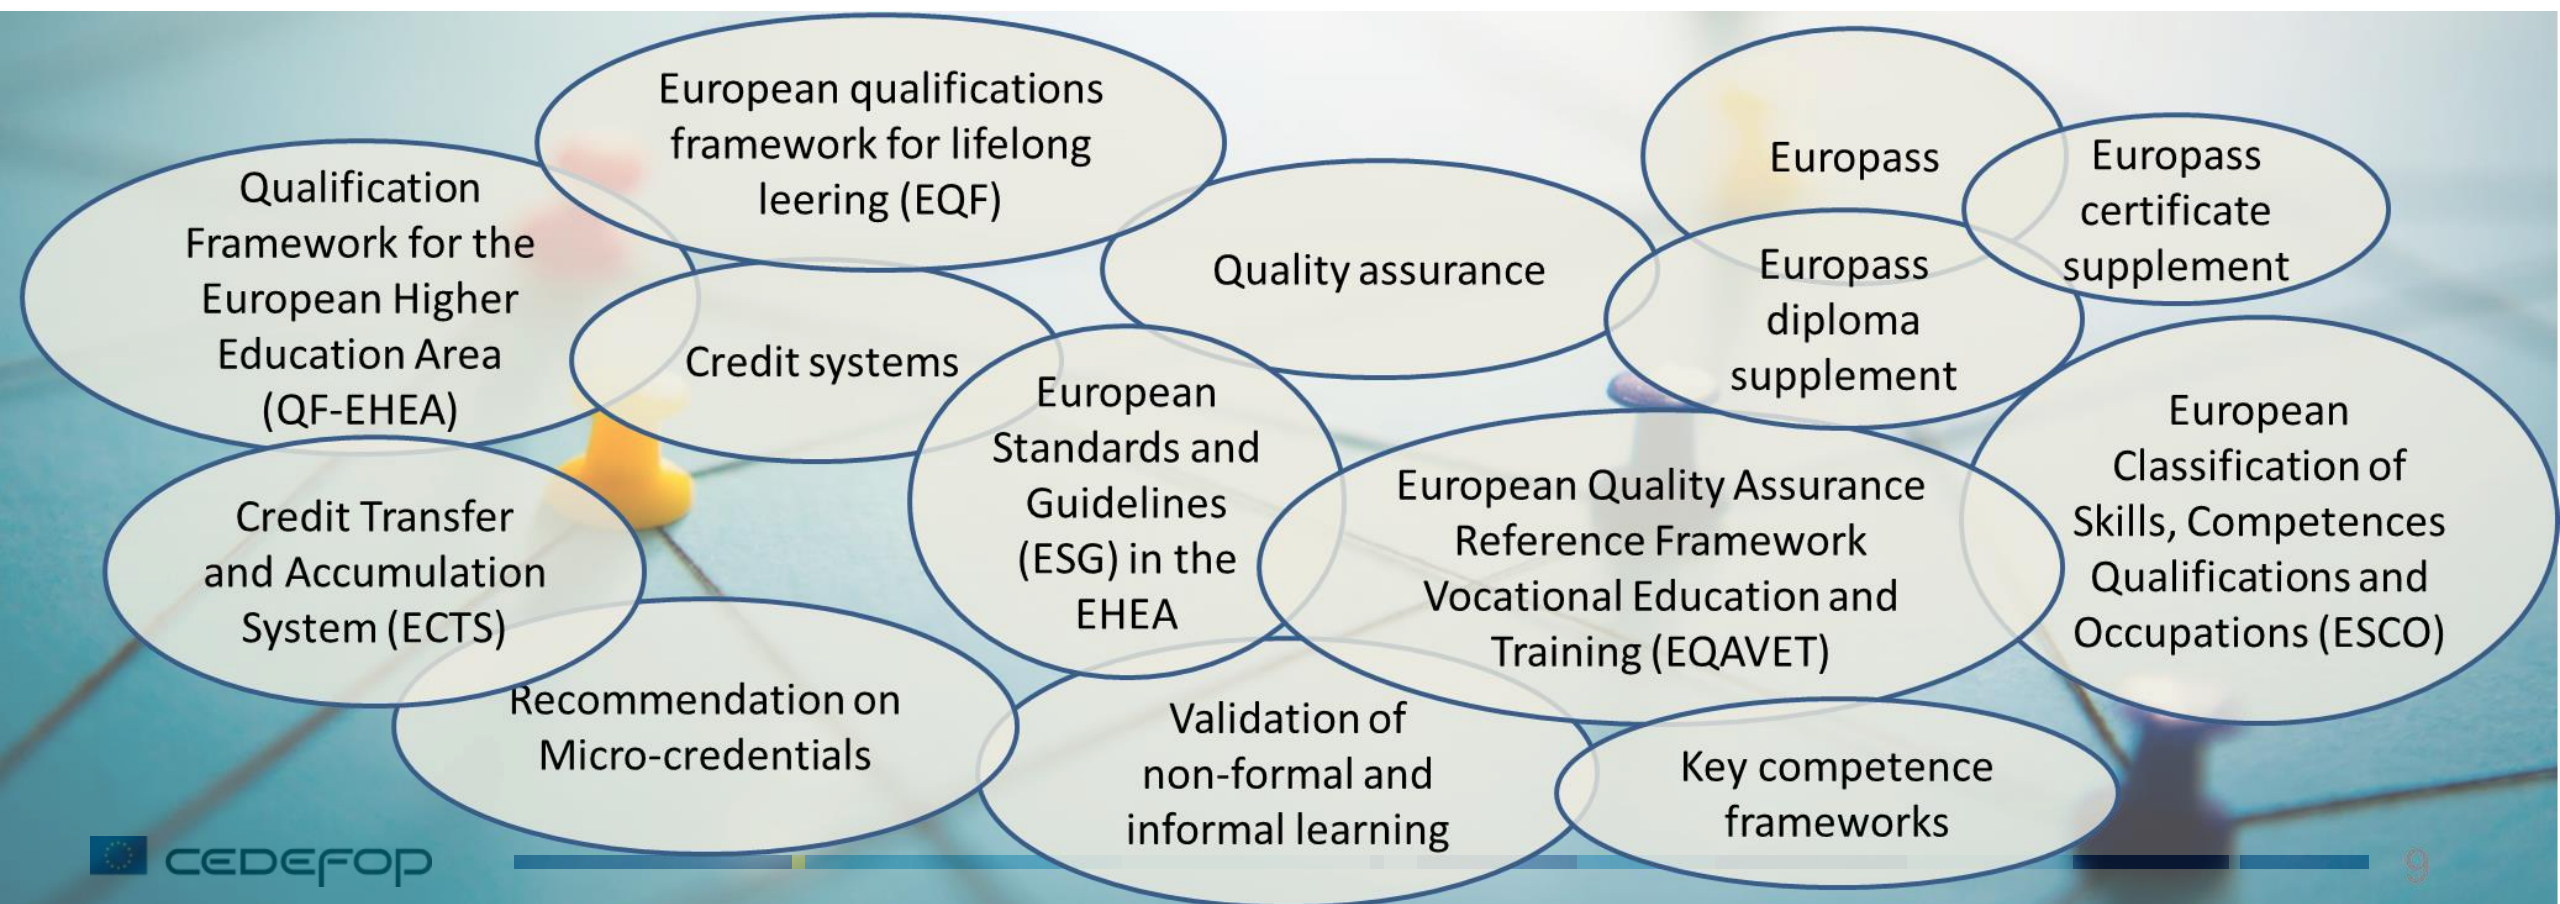 European qualifications
framework for lifelong
leering (EQF)
Qualification
Framework for the
European Higher
Education Area
(QF-EHEA)
Quality assurance
Europass
Europass
certificate
supplement
Europass
diploma
supplement
Credit systems
European
Standards and
Guidelines
(ESG) in the
EHEA
European Quality Assurance
Reference Framework
Vocational Education and
Training (EQAVET)
European
Classification of
Skills, Competences
Qualifications and
Occupations (ESCO)
Credit Transfer
and Accumulation
System (ECTS)
Recommendation on
Micro-credentials
Validation of
non-formal and
informal learning
Key competence
frameworks
CEDEFOP
9